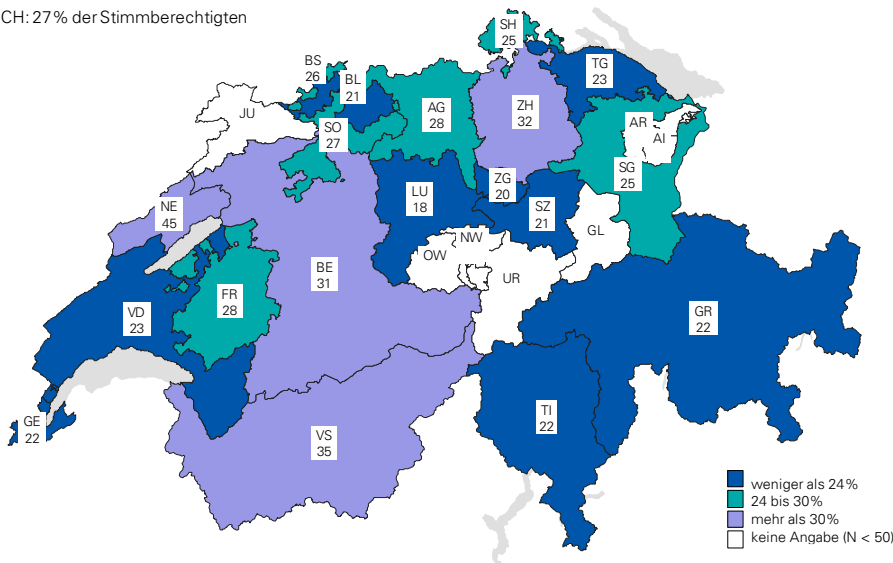 CH: 27% der Stimmberechtigten
SH
25
BS
26
BL
21
TG
23
JU
AG
28
ZH
32
SO
27
AR
AI
SG
25
ZG
20
LU
18
SZ
21
NE
45
NW
GL
OW
BE
31
UR
FR
28
VD
23
GR
22
GE
22
VS
35
TI
22
weniger als 24%
24 bis 30%
mehr als 30%
keine Angabe (N < 50)